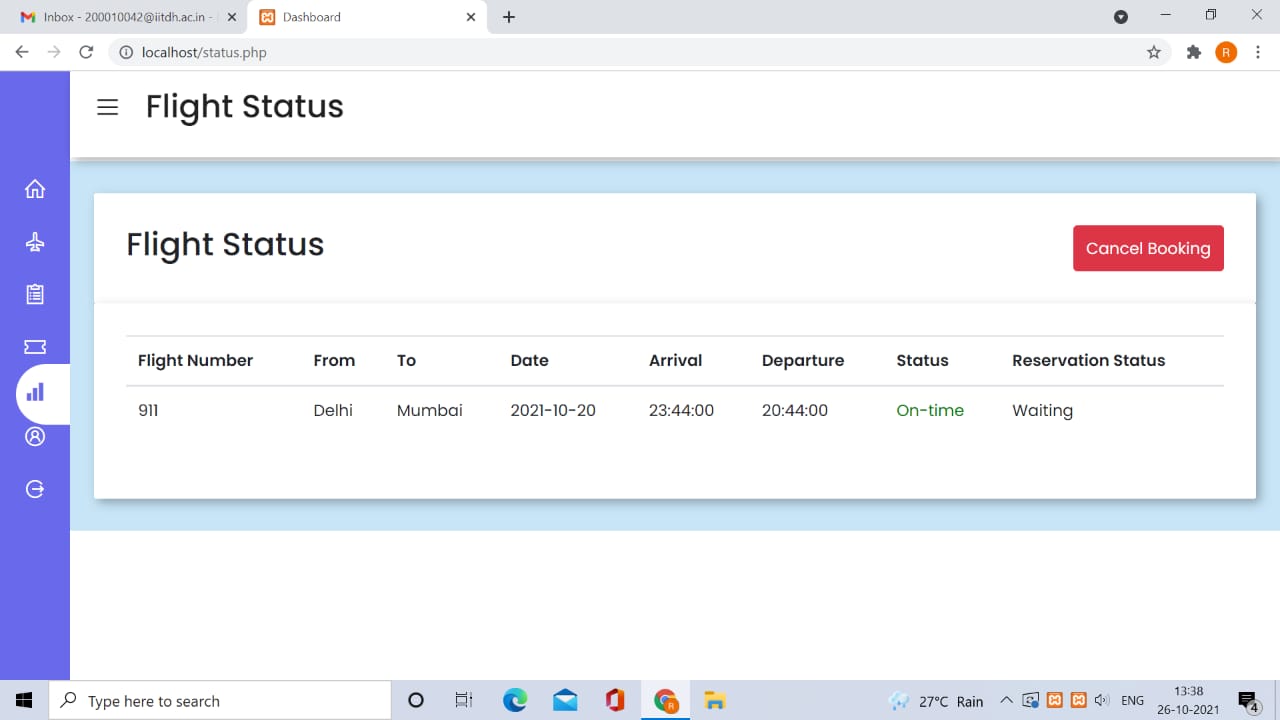 Inbox - 200010042@iitdh.ac.in -
Dashboard
localhost/status.php
R
Flight Status
Flight Status
Cancel Booking
Flight Number From To Date Arrival Departure Status Reservation Status
911 Delhi Mumbai 2021-10-20 23:44:00 20:44:00 On-time Waiting
Type here to search
R
27°C Rain
ENG
13:38
26-10-2021
4